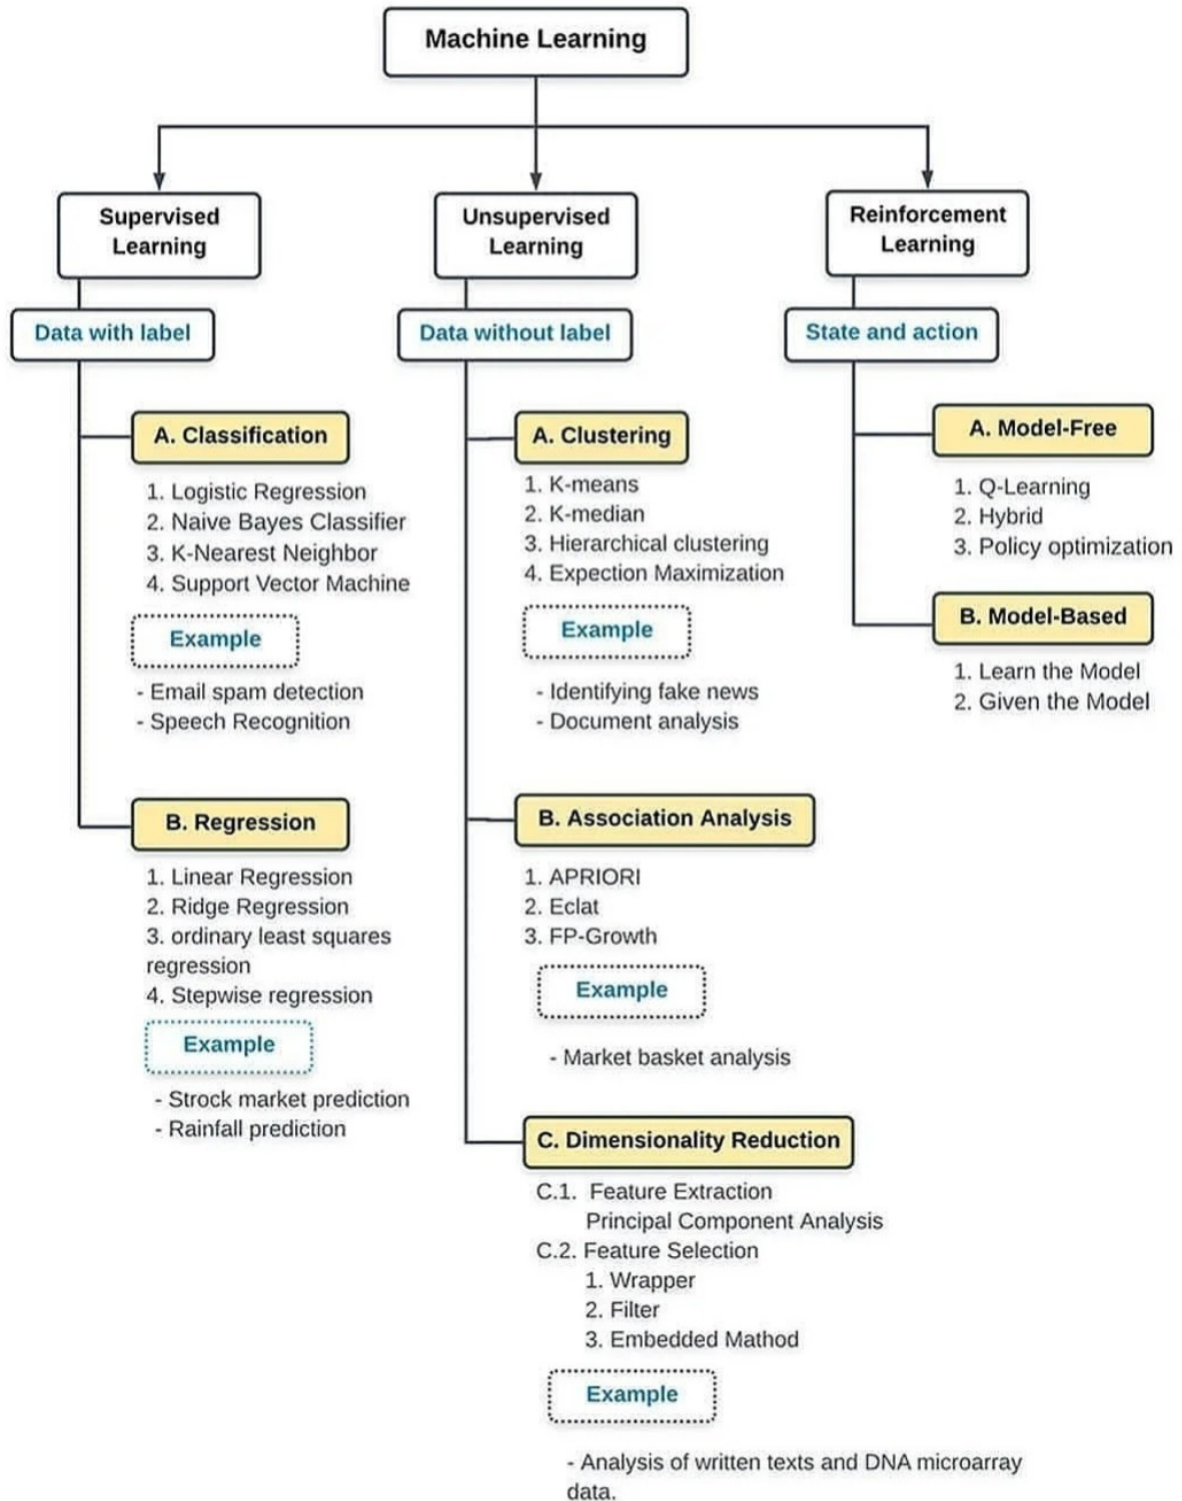 Machine Learning
Supervised
Learning
Data with label
A. Classification
1. Logistic Regression
2. Naive Bayes Classifier
3. K-Nearest Neighbor
4. Support Vector Machine
Example
- Email spam detection
- Speech Recognition
B. Regression
1. Linear Regression
2. Ridge Regression
3. ordinary least squares
regression
4. Stepwise regression
Example
- Strock market prediction
- Rainfall prediction
Unsupervised
Learning
Data without label
A. Clustering
1. K-means
2. K-median
3. Hierarchical clustering
4. Expection Maximization
Example
- Identifying fake news
- Document analysis
B. Association Analysis
1. APRIORI
2. Eclat
3. FP-Growth
Example
- Market basket analysis
C. Dimensionality Reduction
C.1. Feature Extraction
Principal Component Analysis
C.2. Feature Selection
1. Wrapper
2. Filter
3. Embedded Mathod
Example
- Analysis of written texts and DNA microarray
data.
Reinforcement
Learning
State and action
A. Model-Free
1. Q-Learning
2. Hybrid
3. Policy optimization
B. Model-Based
1. Learn the Model
2. Given the Model